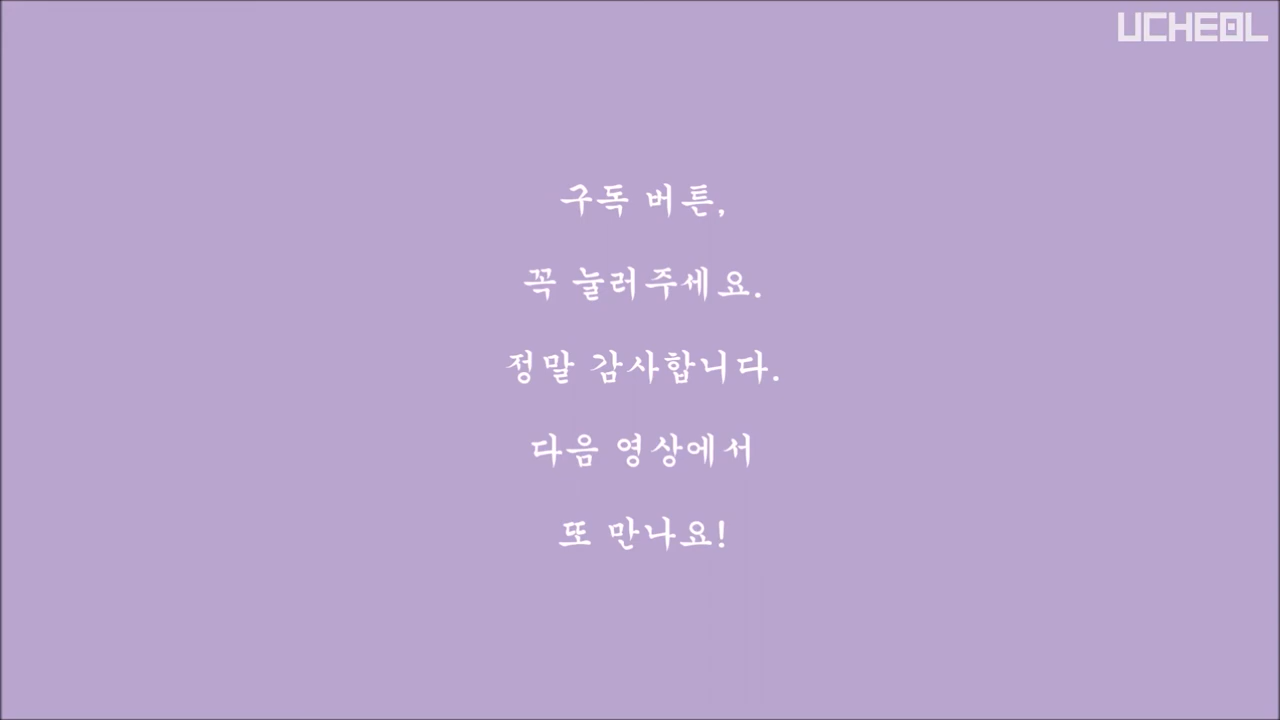 UCHEOL
구독 버튼,
꼭 눌러주세요.
정말 감사합니다.
다음 영상에서
또 만나요!